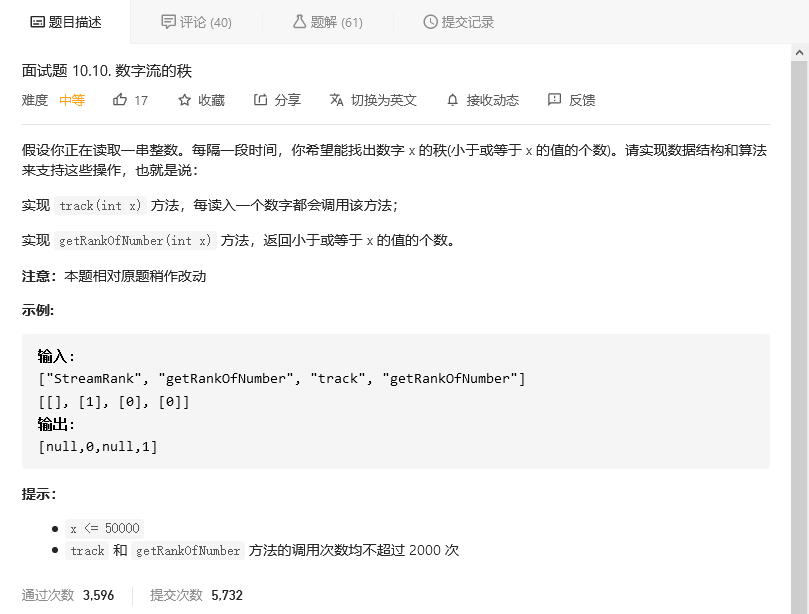 题目描述 评论 (40) 题解 (61) 提交记录
面试题 10.10. 数字流的秩
难度 中等 17 收藏 分享 切换为英文 接收动态 反馈
假设你正在读取一串整数。每隔一段时间，你希望能找出数字 x 的秩(小于或等于 x 的值的个数)。请实现数据结构和算法
来支持这些操作，也就是说：
实现 track(int x) 方法，每读入一个数字都会调用该方法；
实现 getRankOfNumber(int x) 方法，返回小于或等于 x 的值的个数。
注意：本题相对原题稍作改动
示例:
输入:
["StreamRank", "getRankOfNumber", "track", "getRankOfNumber"]
[[], [1], [0], [0]]
输出:
[null,0,null,1]
提示：
• x <= 50000
• track 和 getRankOfNumber 方法的调用次数均不超过 2000 次
通过次数 3,596 提交次数 5,732